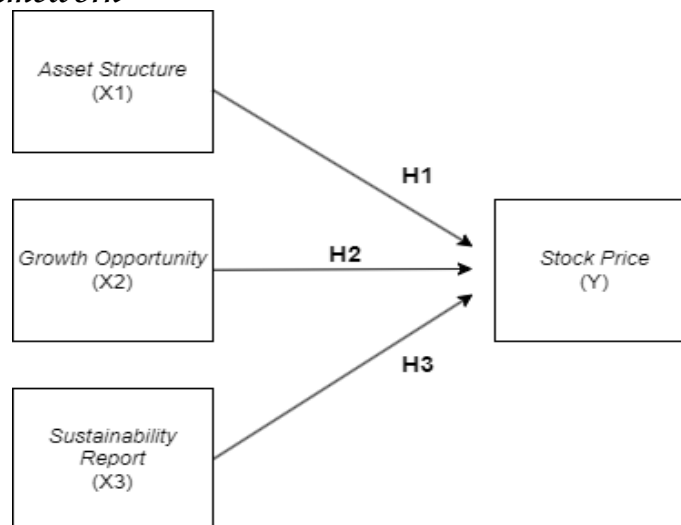 Asset Structure
(X1)
H1
Growth Opportunity
(X2)
H2
Stock Price
(Y)
H3
Sustainability
Report
(X3)